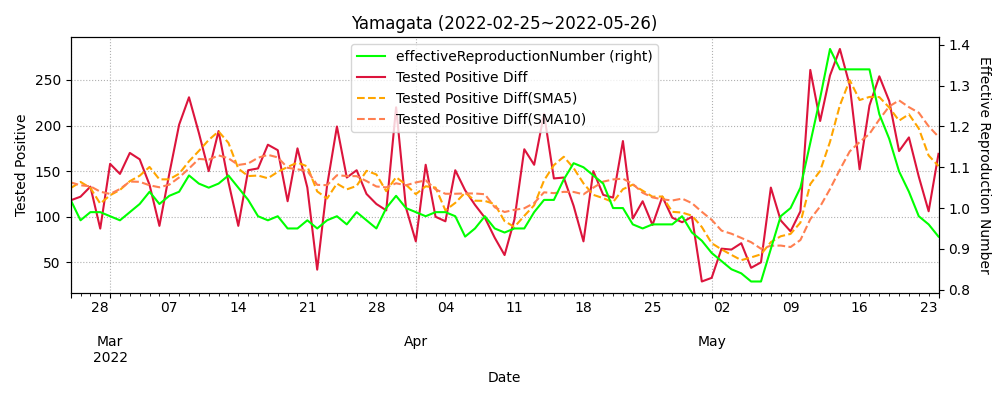 Yamagata (2022-02-25~2022-05-26)
effectiveReproductionNumber (right)
Tested Positive Diff
Tested Positive Diff(SMA5)
Tested Positive Diff(SMA10)
Tested Positive
250
200
150
100
50
1.4
1.3
1.2
1.1
1.0
0.9
0.8
Effective Reproduction Number
28 07 14 21 28 04 11 18 25 02 09 16 23
Mar Apr May
2022
Date